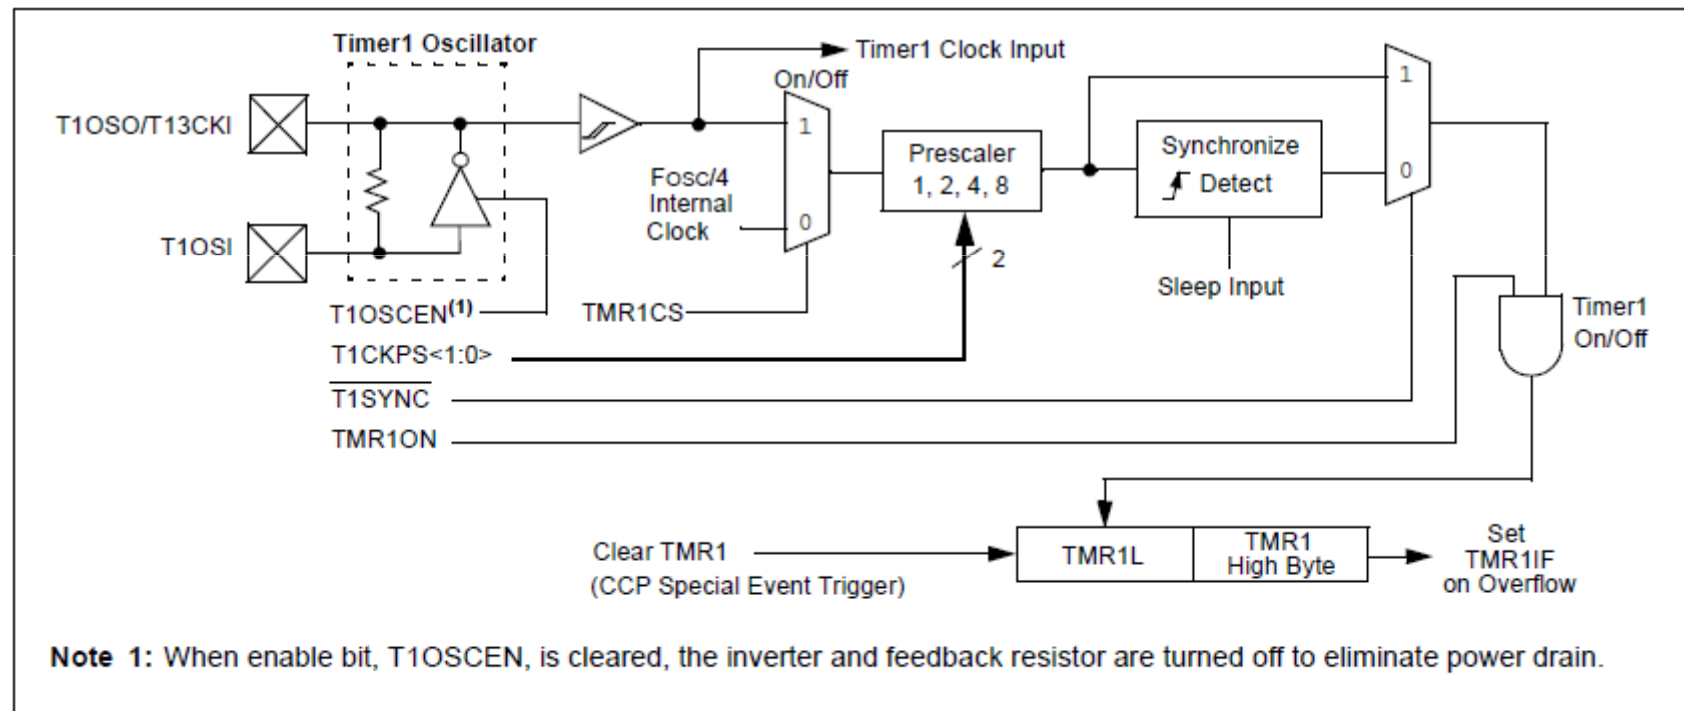 Timer1 Oscillator
Timer1 Clock Input
On/Off
1
1
T1OSO/T13CKI
Prescaler
1, 2, 4, 8
Synchronize
Detect
FOSC/4
Internal
Clock
0
0
T1OSI
2
Sleep Input
T1OSCEN(1)
TMR1CS
Timer1
On/Off
T1CKPS<1:0>
T1SYNC
TMR1ON
Clear TMR1
(CCP Special Event Trigger)
TMR1L
TMR1
High Byte
Set
TMR1IF
on Overflow
Note 1: When enable bit, T1OSCEN, is cleared, the inverter and feedback resistor are turned off to eliminate power drain.